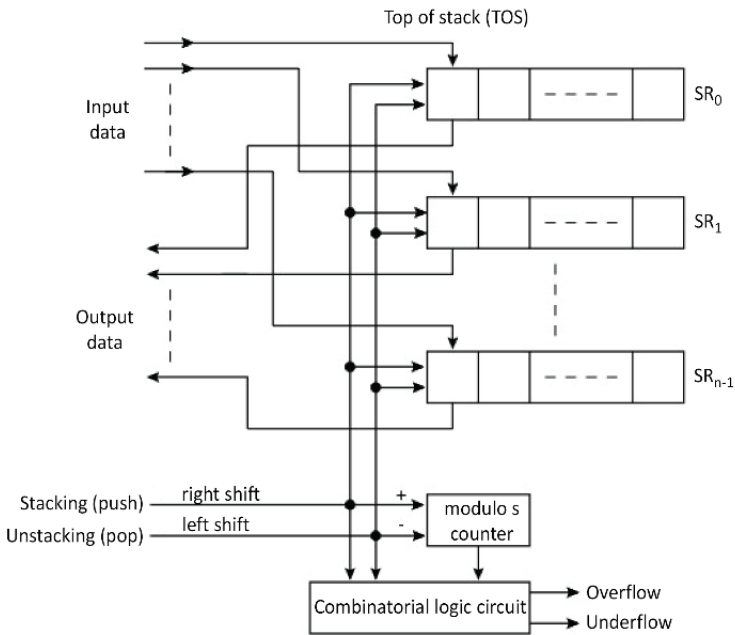 Top of stack (TOS)
Input
data
SR0
SR1
Output
data
SRn-1
Stacking (push)
right shift
+
Unstacking (pop)
left shift
-
modulo s
counter
Combinatorial logic circuit
Overflow
Underflow